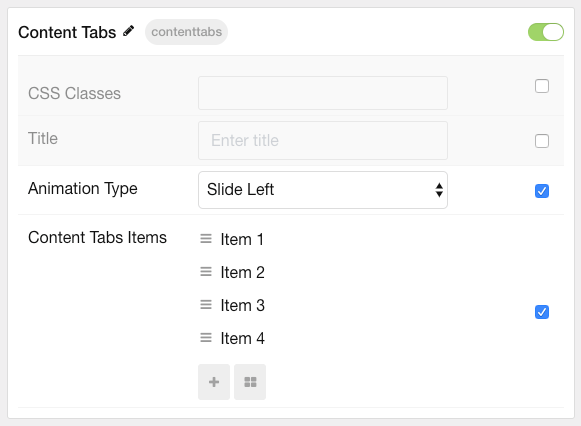 Content Tabs contenttabs
CSS Classes
Title Enter title
Animation Type Slide Left
Content Tabs Items Item 1
Item 2
Item 3
Item 4